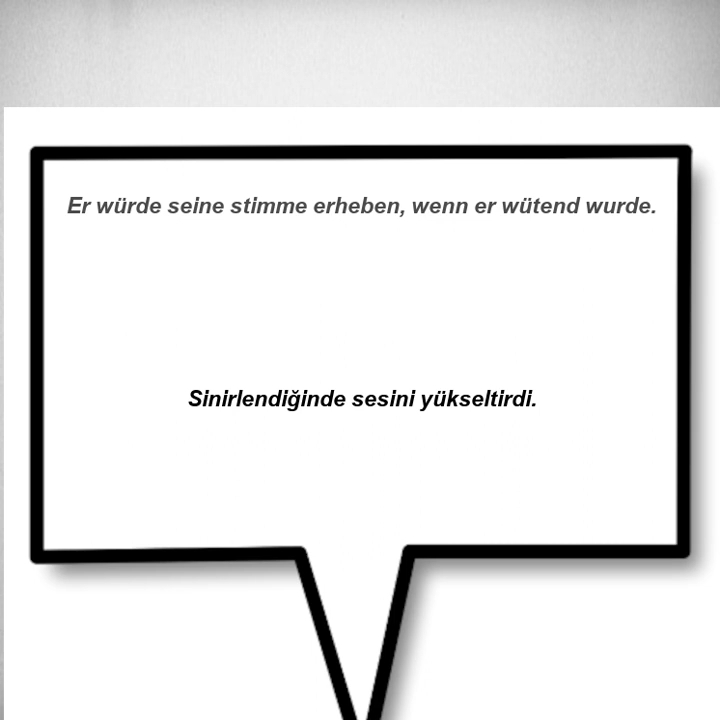 Er würde seine stimme erheben, wenn er wütend wurde.
Sinirlendiğinde sesini yükseltirdi.